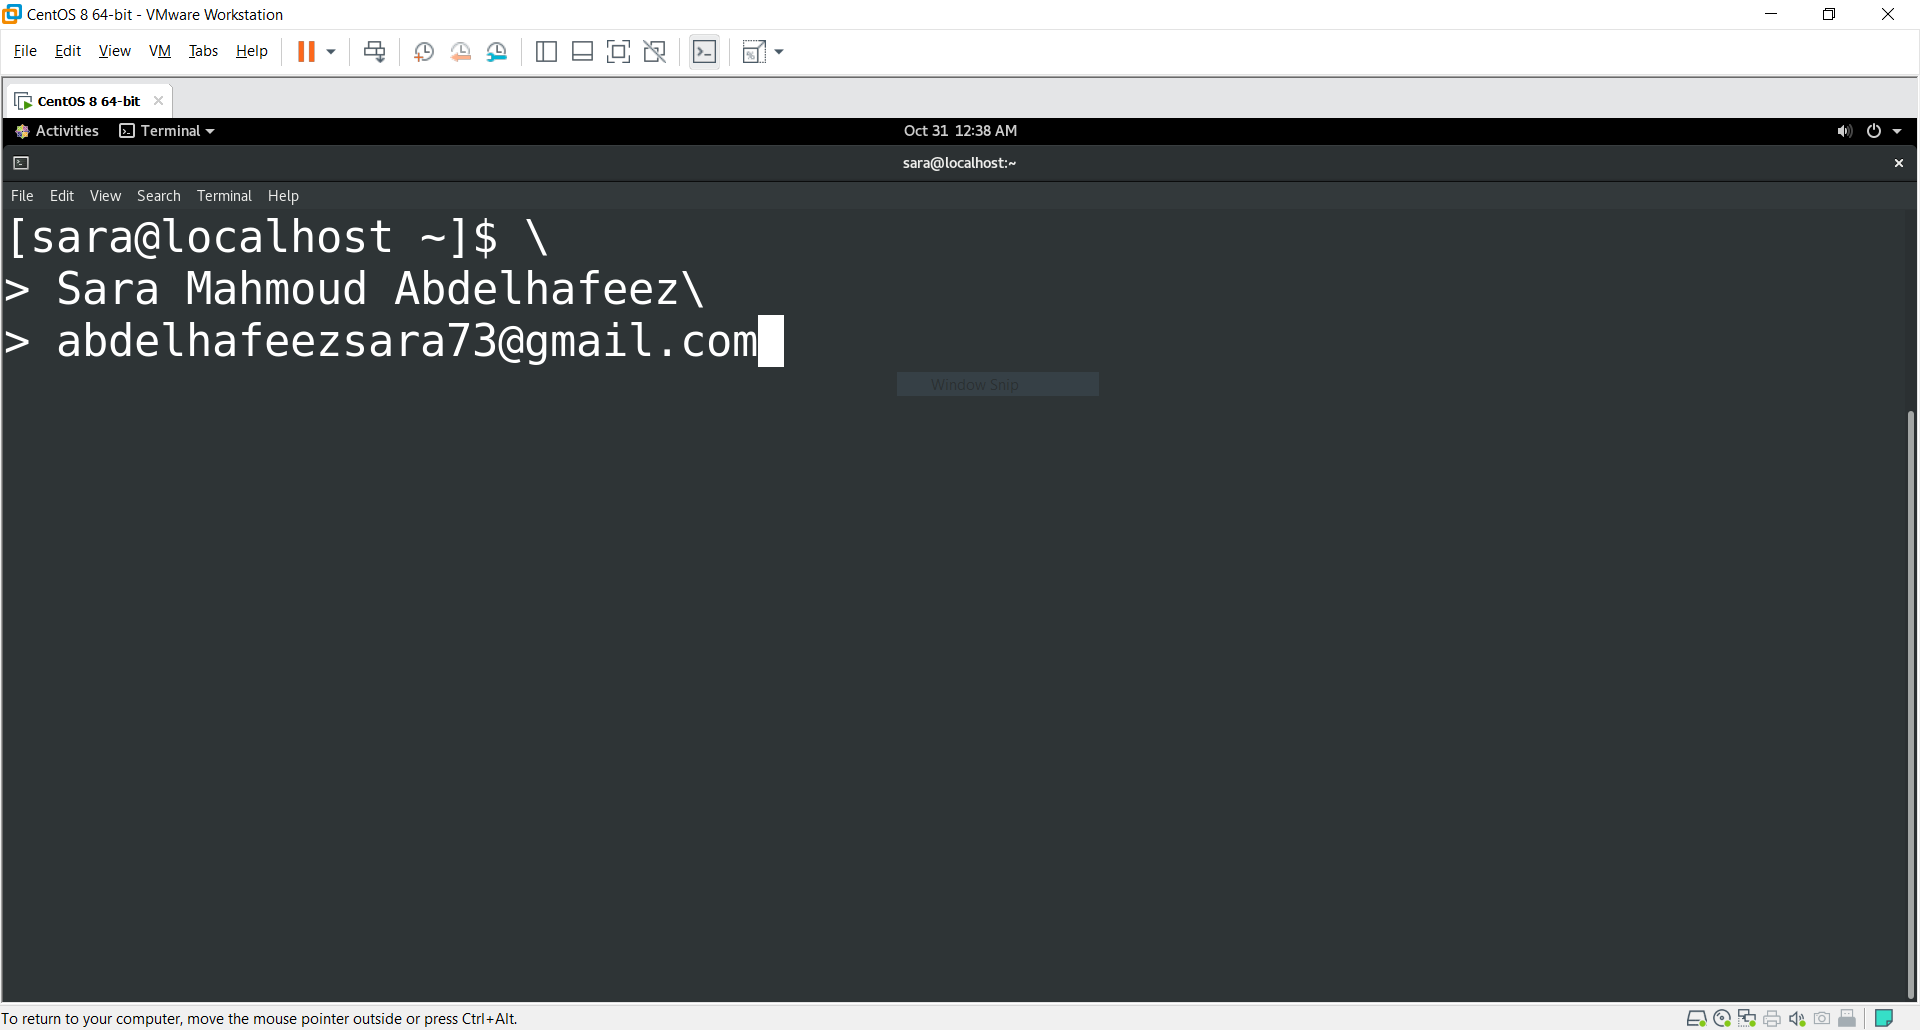 CentOS 8 64-bit - VMware Workstation
File Edit View VM Tabs Help
CentOS 8 64-bit
Activities Terminal Oct 31 12:38 AM
sara@localhost:~
File Edit View Search Terminal Help
[sara@localhost ~]$ \
> Sara Mahmoud Abdelhafeez\
> abdelhafeezsara73@gmail.com
Window Snip
To return to your computer, move the mouse pointer outside or press Ctrl+Alt.